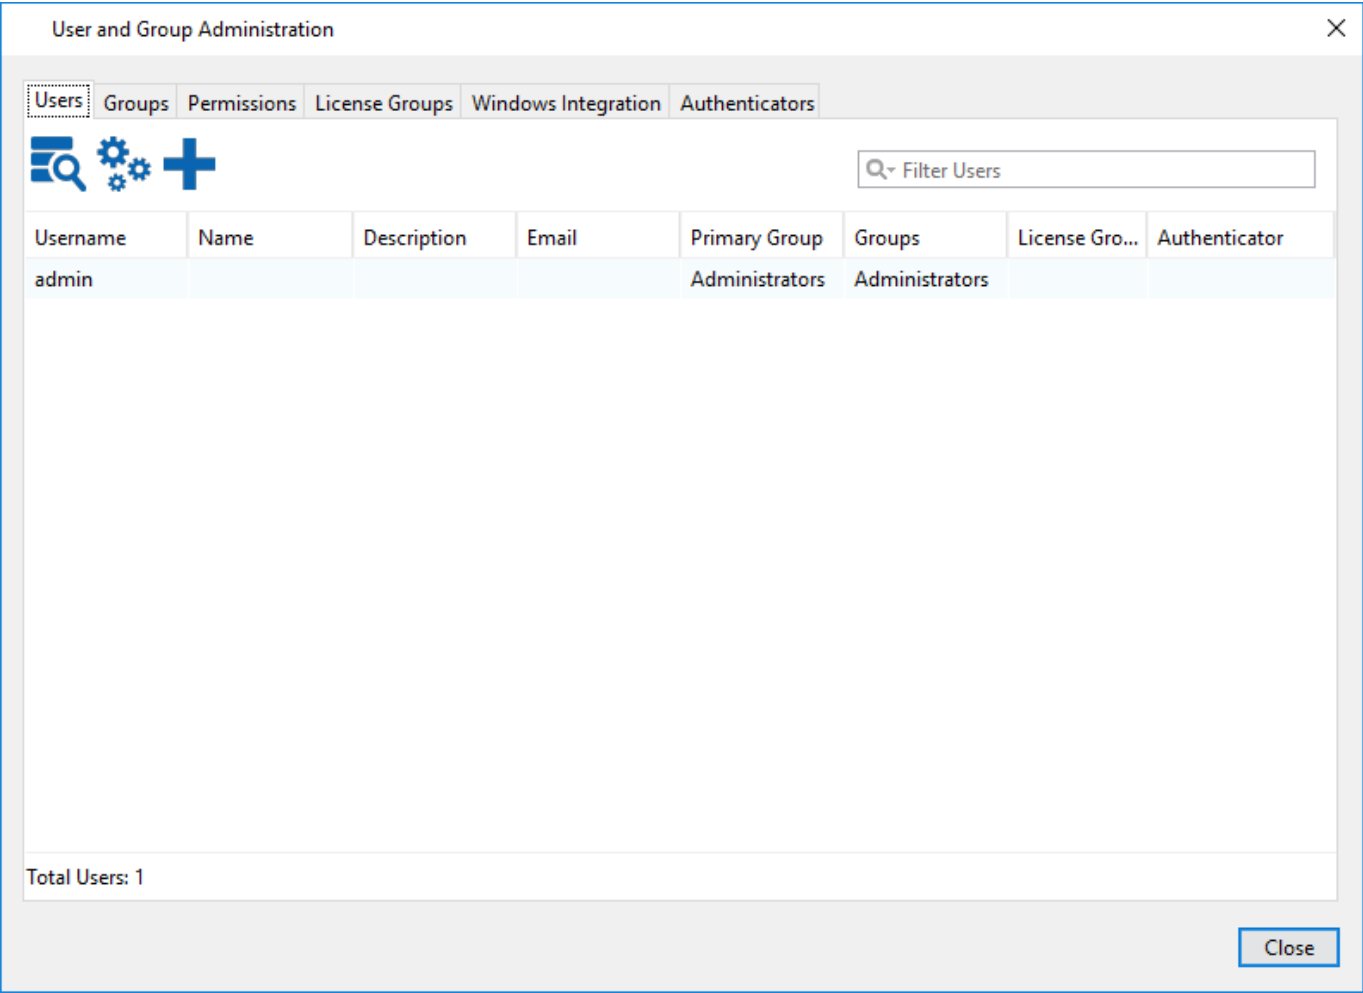 User and Group Administration
Users Groups Permissions License Groups Windows Integration Authenticators
Filter Users
Username Name Description Email Primary Group Groups License Gro... Authenticator
admin Administrators Administrators
Total Users: 1
Close